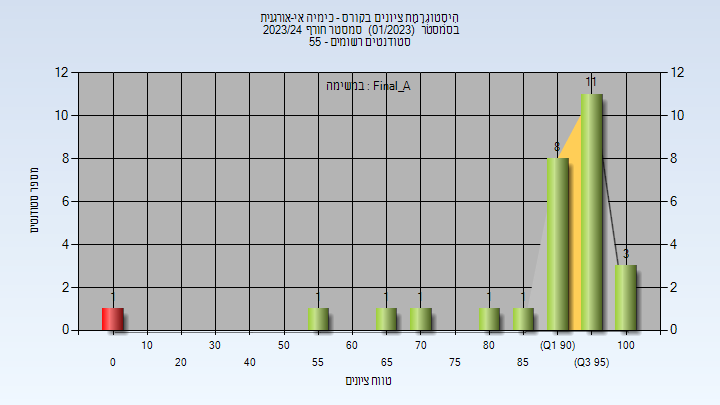 היסטוגרמת ציונים בקורס - כימיה אי-אורגנית
בסמסטר (01/2023) סמסטר חורף 2023/24
סטודנטים רשומים - 55
במשימה : Final_A
12 12
10 10
8 8
6 6
4 4
2 2
0 0
מספר סטודנטים
1 1 1 1 1 1 8 11 3
10 30 50 60 70 80 (Q1 90) 100
0 20 40 55 65 75 85 (Q3 95)
טווח ציונים